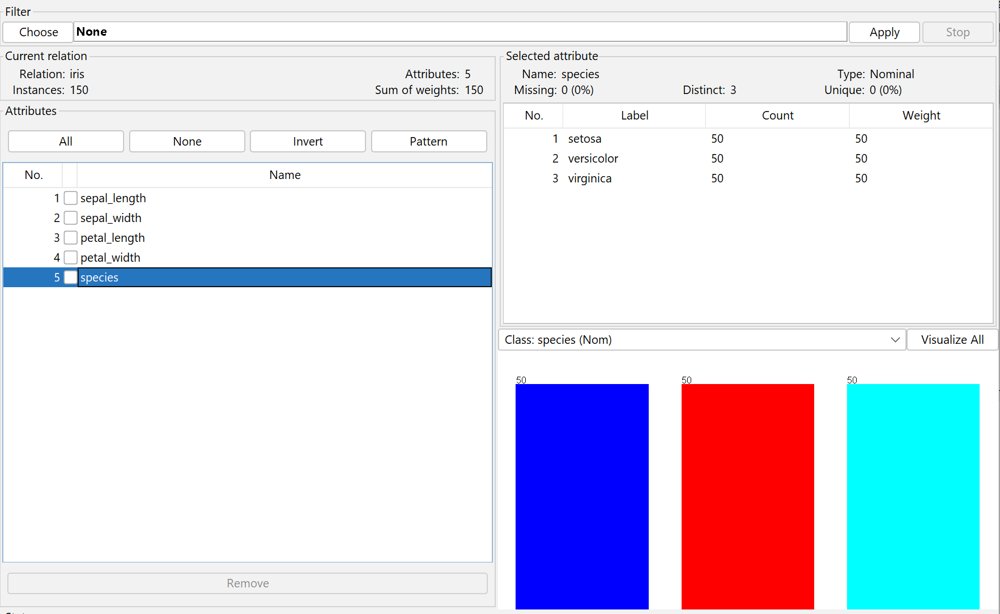 Filter
Choose None Apply Stop
Current relation
Relation: iris Attributes: 5
Instances: 150 Sum of weights: 150
Attributes
All None Invert Pattern
No. Name
1 sepal_length
2 sepal_width
3 petal_length
4 petal_width
5 species
Remove
Selected attribute
Name: species Type: Nominal
Missing: 0 (0%) Distinct: 3 Unique: 0 (0%)
No. Label Count Weight
1 setosa 50 50
2 versicolor 50 50
3 virginica 50 50
Class: species (Nom) Visualize All
50 50 50